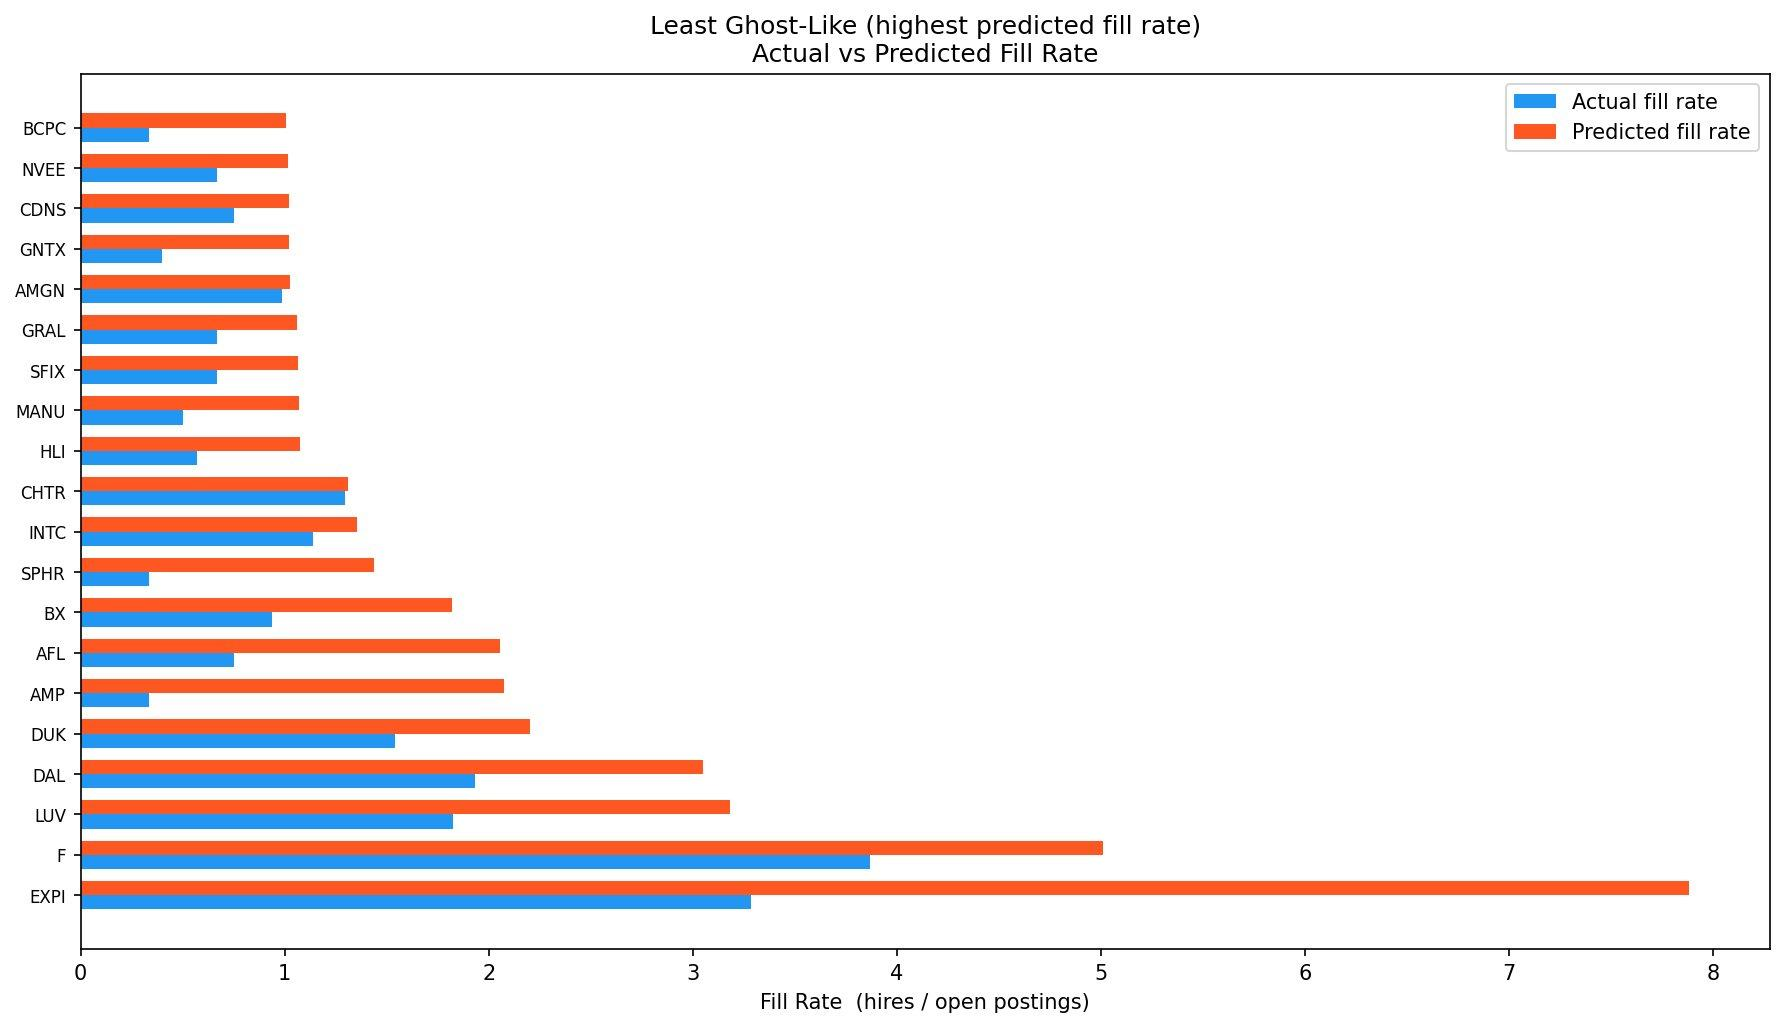 Least Ghost-Like (highest predicted fill rate)
Actual vs Predicted Fill Rate
Actual fill rate
Predicted fill rate
BCPC
NVEE
CDNS
GNTX
AMGN
GRAL
SFIX
MANU
HLI
CHTR
INTC
SPHR
BX
AFL
AMP
DUK
DAL
LUV
F
EXPI
0 1 2 3 4 5 6 7 8
Fill Rate  (hires / open postings)